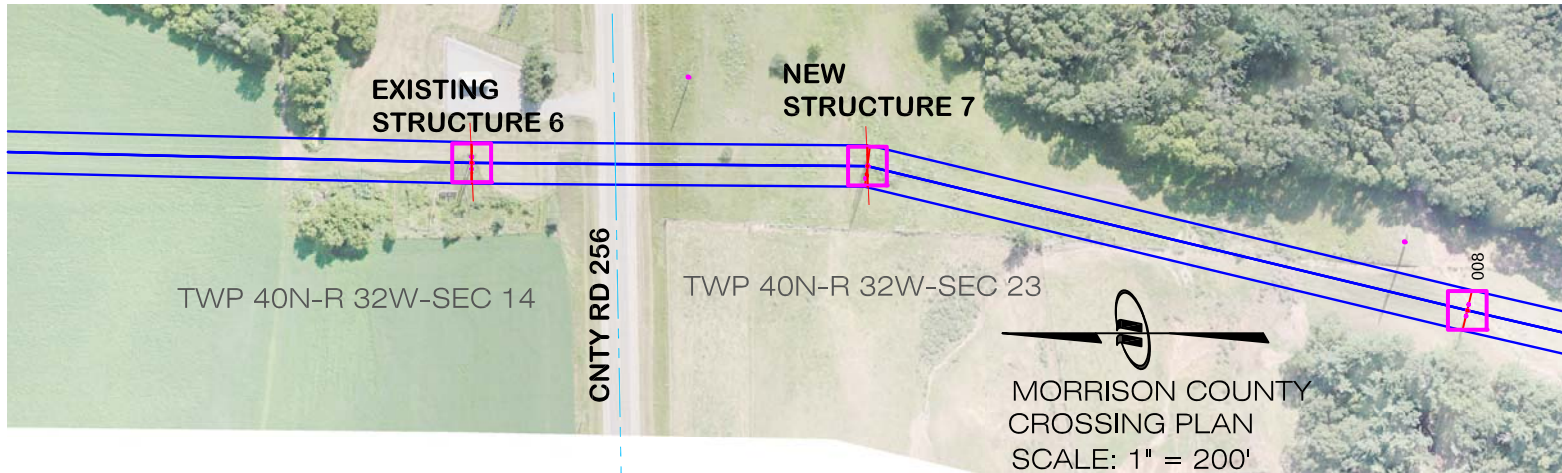 EXISTING
STRUCTURE 6
NEW
STRUCTURE 7
CNTY RD 256
TWP 40N-R 32W-SEC 14
TWP 40N-R 32W-SEC 23
008
N
MORRISON COUNTY
CROSSING PLAN
SCALE: 1" = 200'